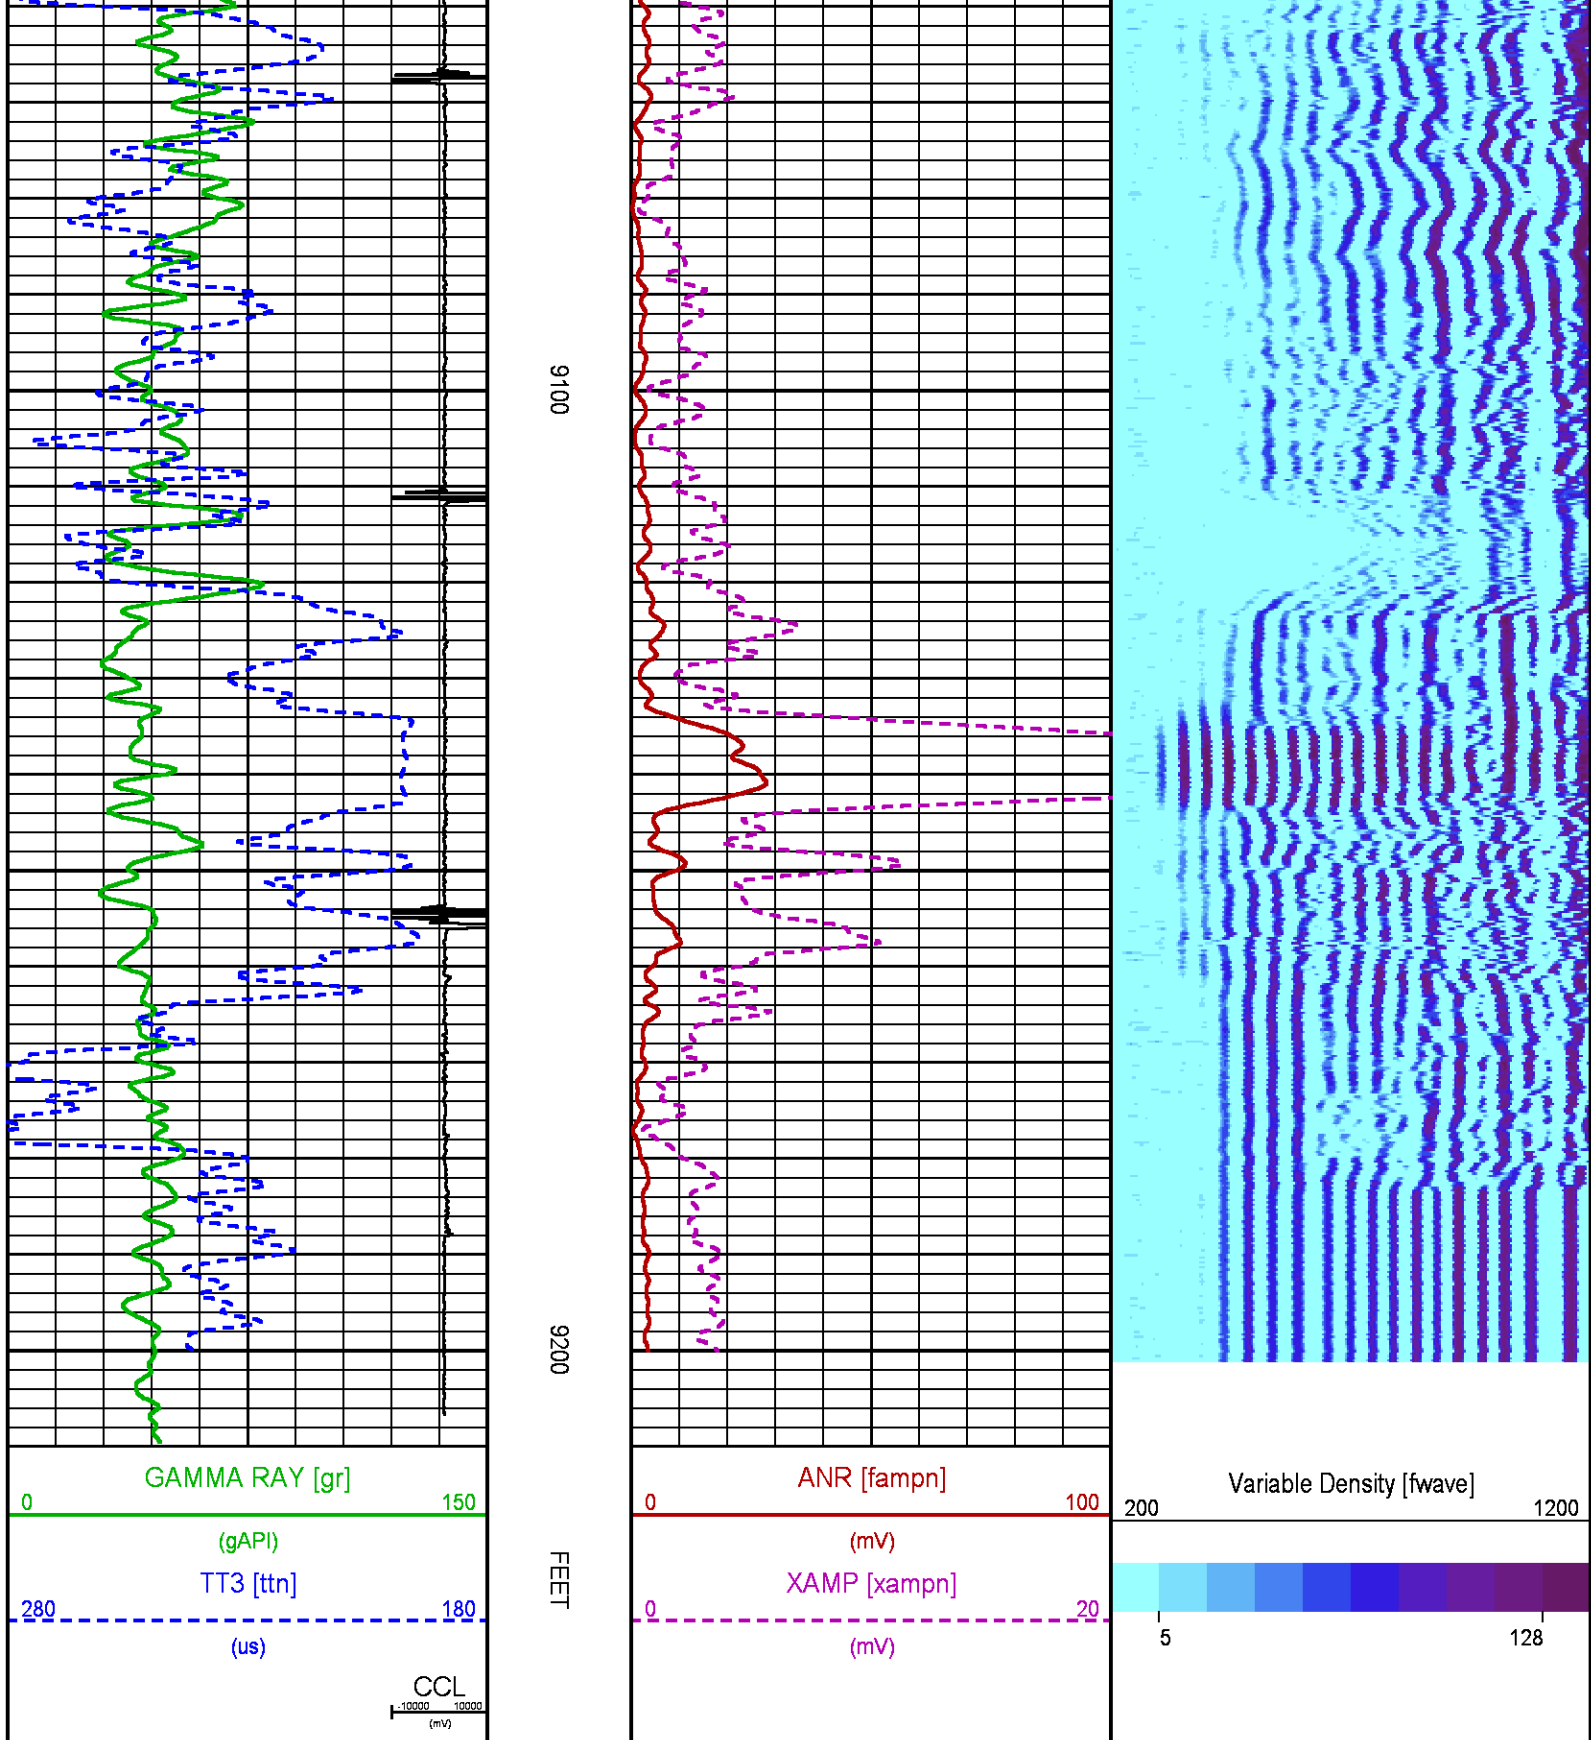 9100
9200
FEET
GAMMA RAY [gr]
0 150
(gAPI)
TT3 [ttn]
280 180
(us)
CCL
-10000 10000
(mV)
ANR [fampn]
0 100
(mV)
XAMP [xampn]
0 20
(mV)
Variable Density [fwave]
200 1200
5 128